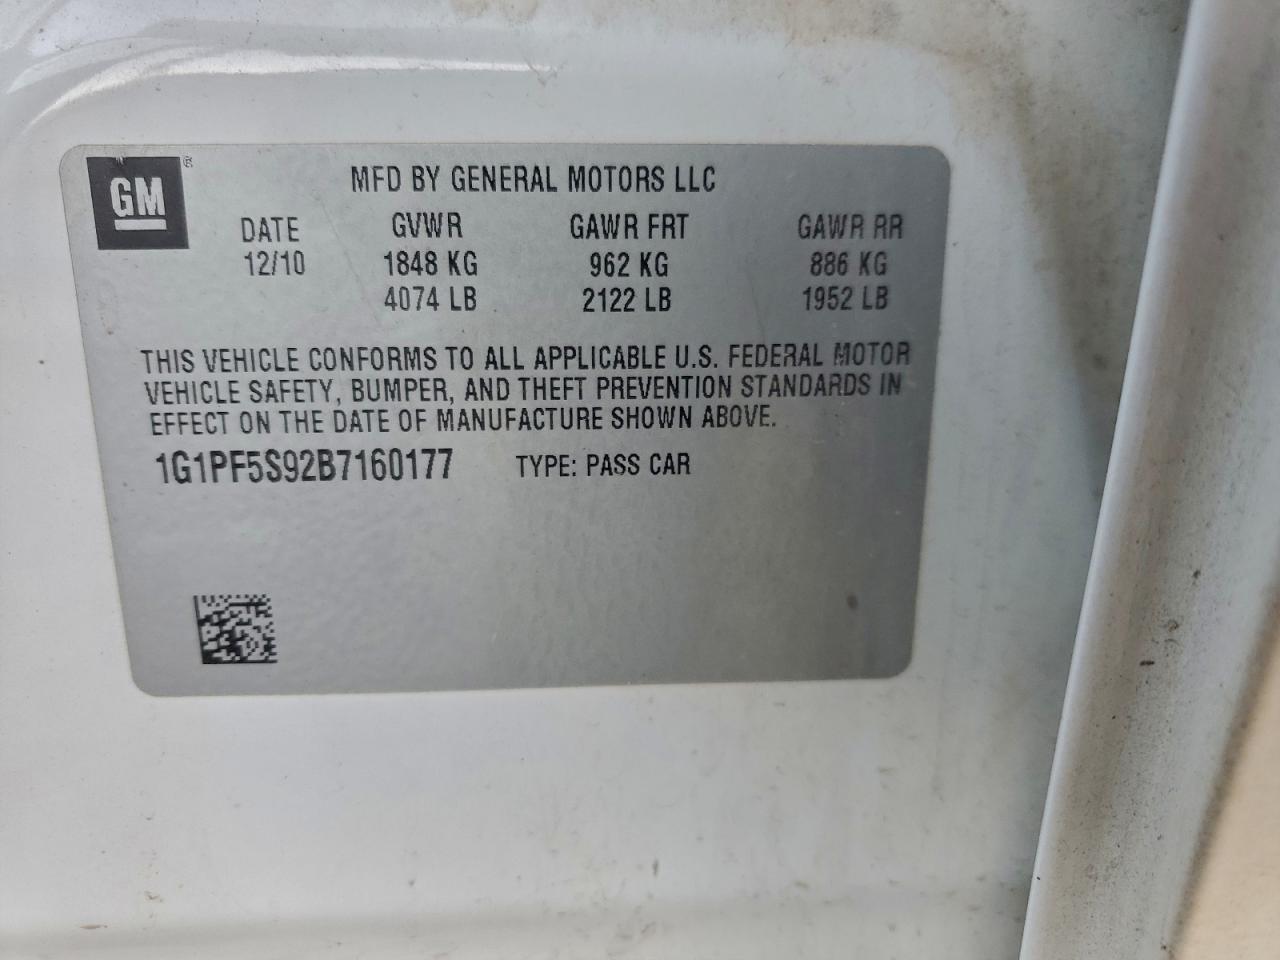 GM®
MFD BY GENERAL MOTORS LLC
DATE GVWR GAWR FRT GAWR RR
12/10 1848 KG 962 KG 886 KG
4074 LB 2122 LB 1952 LB
THIS VEHICLE CONFORMS TO ALL APPLICABLE U.S. FEDERAL MOTOR
VEHICLE SAFETY, BUMPER, AND THEFT PREVENTION STANDARDS IN
EFFECT ON THE DATE OF MANUFACTURE SHOWN ABOVE.
1G1PF5S92B7160177 TYPE: PASS CAR